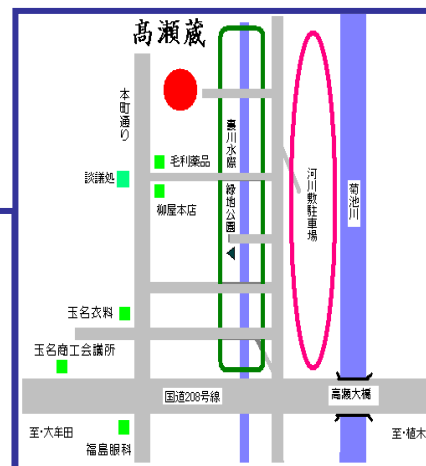 高瀬蔵
本町通り
裏川水際
緑地公園
河川敷駐車場
菊池川
毛利薬品
談議処
柳屋本店
玉名衣料
玉名商工会議所
国道208号線
高瀬大橋
至・大牟田
至・植木
福島眼科